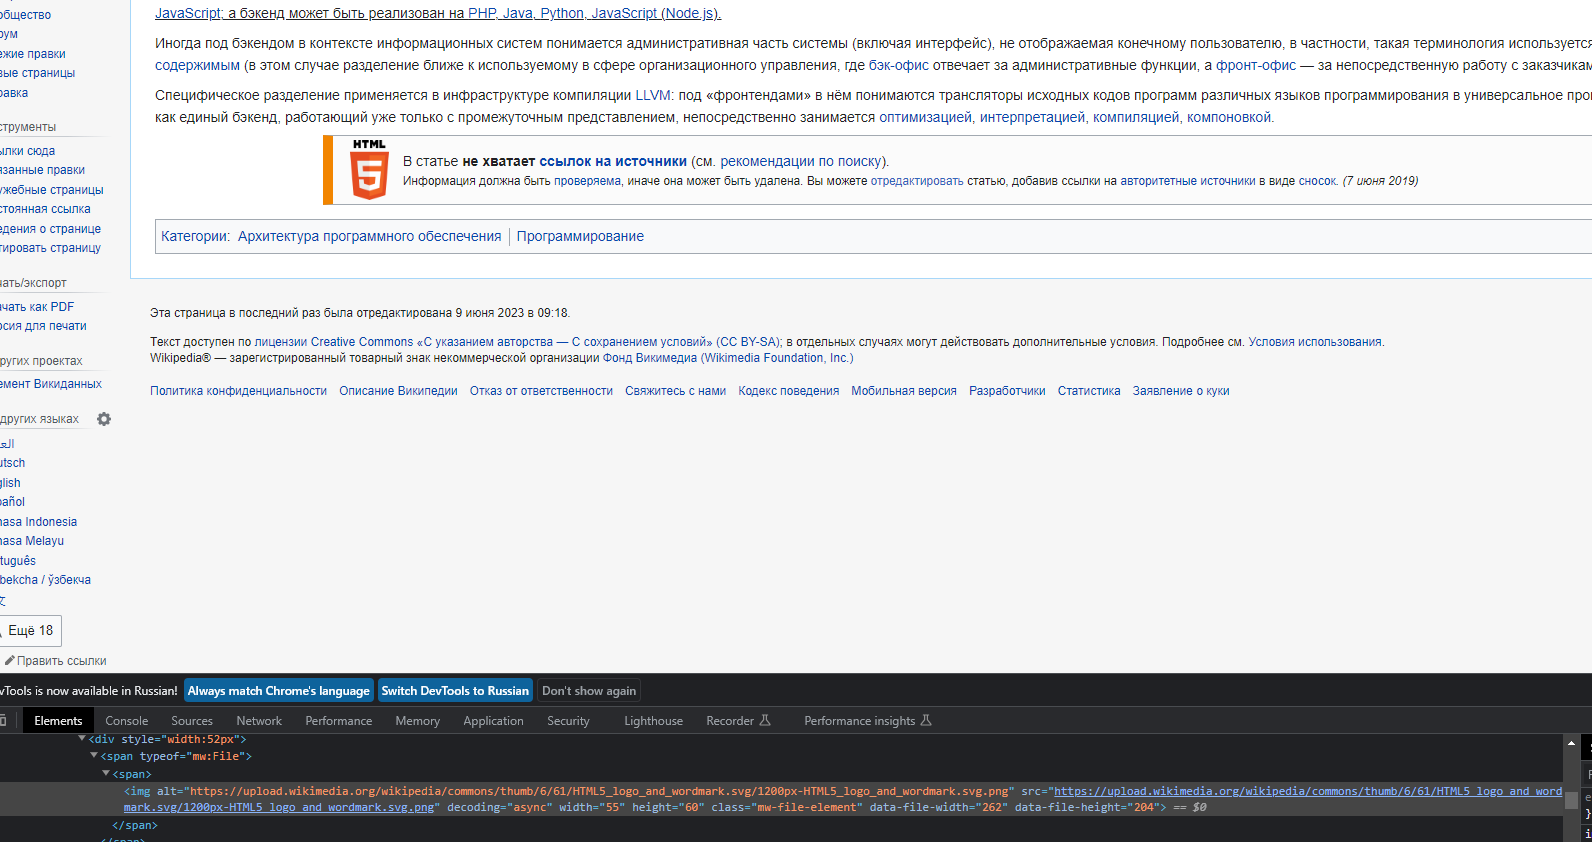 JavaScript; а бэкенд может быть реализован на PHP, Java, Python, JavaScript (Node.js).
Иногда под бэкендом в контексте информационных систем понимается административная часть системы (включая интерфейс), не отображаемая конечному пользователю, в частности, такая терминология используется
содержимым (в этом случае разделение ближе к используемому в сфере организационного управления, где бэк-офис отвечает за административные функции, а фронт-офис — за непосредственную работу с заказчикам
Специфическое разделение применяется в инфраструктуре компиляции LLVM: под «фронтендами» в нём понимаются трансляторы исходных кодов программ различных языков программирования в универсальное про
как единый бэкенд, работающий уже только с промежуточным представлением, непосредственно занимается оптимизацией, интерпретацией, компиляцией, компоновкой.
HTML
5
В статье не хватает ссылок на источники (см. рекомендации по поиску).
Информация должна быть проверяема, иначе она может быть удалена. Вы можете отредактировать статью, добавив ссылки на авторитетные источники в виде сносок. (7 июня 2019)
Категории: Архитектура программного обеспечения | Программирование
Эта страница в последний раз была отредактирована 9 июня 2023 в 09:18.
Текст доступен по лицензии Creative Commons «С указанием авторства — С сохранением условий» (CC BY-SA); в отдельных случаях могут действовать дополнительные условия. Подробнее см. Условия использования.
Wikipedia® — зарегистрированный товарный знак некоммерческой организации Фонд Викимедиа (Wikimedia Foundation, Inc.)
Политика конфиденциальности Описание Википедии Отказ от ответственности Свяжитесь с нами Кодекс поведения Мобильная версия Разработчики Статистика Заявление о куки
общество
рум
ежие правки
вые страницы
равка
струменты
ылки сюда
язанные правки
ужебные страницы
стоянная ссылка
едения о странице
тировать страницу
чать/экспорт
ачать как PDF
рсия для печати
ругих проектах
емент Викиданных
других языках
العر
utsch
glish
pañol
hasa Indonesia
hasa Melayu
tuguês
bekcha / ўзбекча
文
Ещё 18
Править ссылки
vTools is now available in Russian! Always match Chrome's language Switch DevTools to Russian Don't show again
Elements Console Sources Network Performance Memory Application Security Lighthouse Recorder Performance insights
<div style="width:52px">
<span typeof="mw:File">
<span>
<img alt="https://upload.wikimedia.org/wikipedia/commons/thumb/6/61/HTML5_logo_and_wordmark.svg/1200px-HTML5_logo_and_wordmark.svg.png" src="https://upload.wikimedia.org/wikipedia/commons/thumb/6/61/HTML5_logo_and_word
mark.svg/1200px-HTML5_logo_and_wordmark.svg.png" decoding="async" width="55" height="60" class="mw-file-element" data-file-width="262" data-file-height="204"> == $0
</span>
</span>